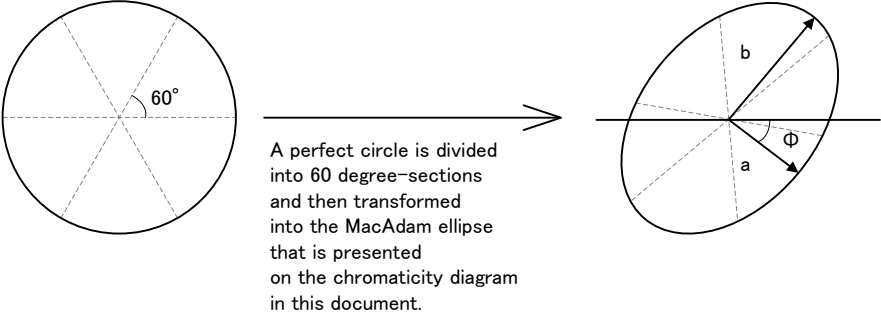 60°
A perfect circle is divided
into 60 degree-sections
and then transformed
into the MacAdam ellipse
that is presented
on the chromaticity diagram
in this document.
b
Φ
a